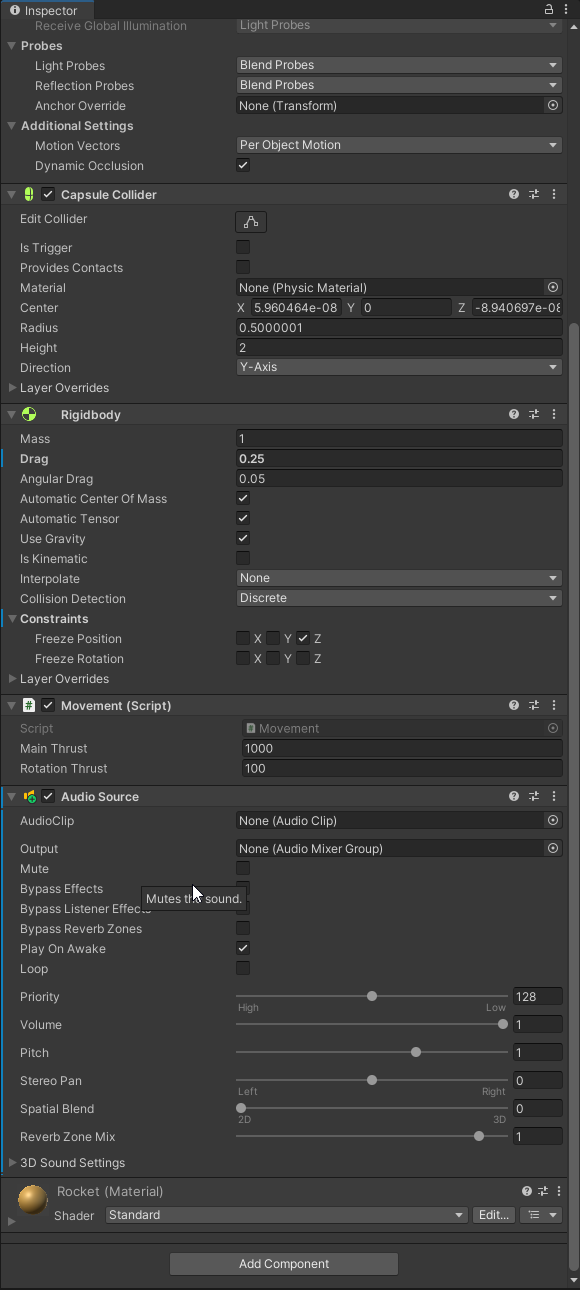 Inspector
Receive Global Illumination Light Probes
Probes
Light Probes Blend Probes
Reflection Probes Blend Probes
Anchor Override None (Transform)
Additional Settings
Motion Vectors Per Object Motion
Dynamic Occlusion
Capsule Collider
Edit Collider
Is Trigger
Provides Contacts
Material None (Physic Material)
Center X 5.960464e-08 Y 0 Z -8.940697e-08
Radius 0.5000001
Height 2
Direction Y-Axis
Layer Overrides
Rigidbody
Mass 1
Drag 0.25
Angular Drag 0.05
Automatic Center Of Mass
Automatic Tensor
Use Gravity
Is Kinematic
Interpolate None
Collision Detection Discrete
Constraints
Freeze Position X Y Z
Freeze Rotation X Y Z
Layer Overrides
# Movement (Script)
Script # Movement
Main Thrust 1000
Rotation Thrust 100
Audio Source
AudioClip None (Audio Clip)
Output None (Audio Mixer Group)
Mute
Bypass Effects
Mutes the sound.
Bypass Listener Effects
Bypass Reverb Zones
Play On Awake
Loop
Priority 128
High Low
Volume 1
Pitch 1
Stereo Pan 0
Left Right
Spatial Blend 0
2D 3D
Reverb Zone Mix 1
3D Sound Settings
Rocket (Material)
Shader Standard Edit...
Add Component